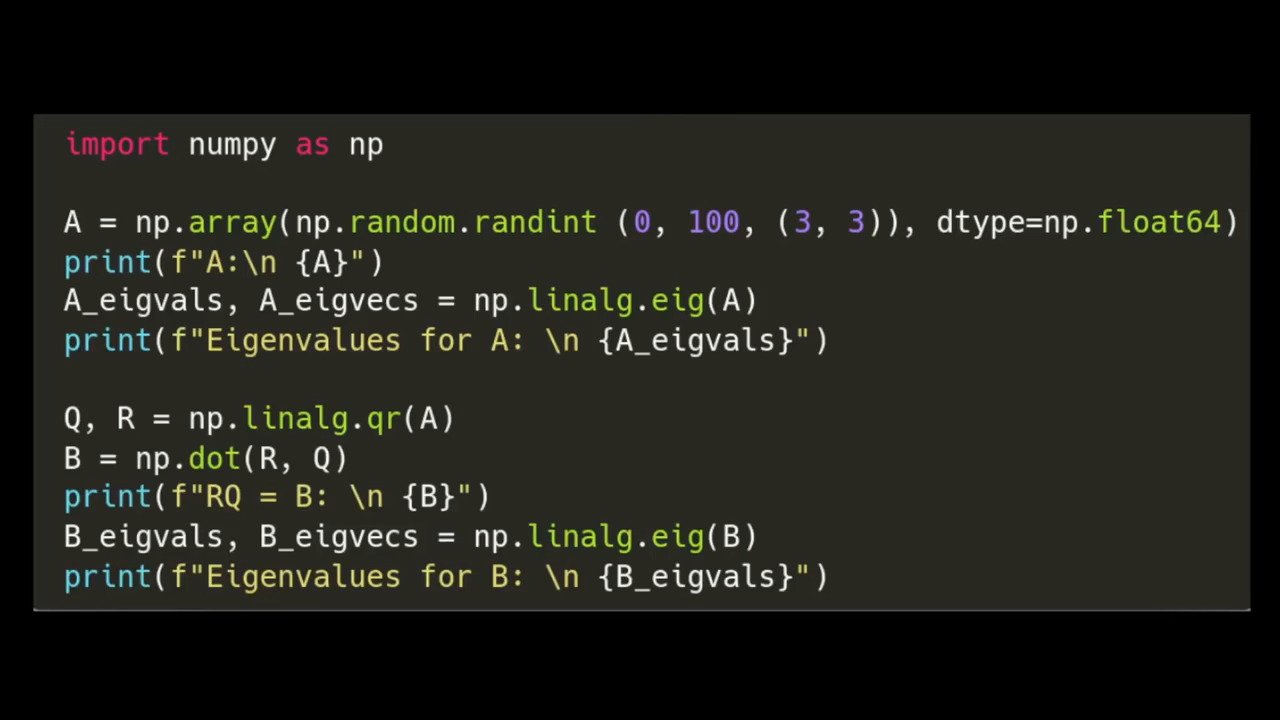 import numpy as np
A = np.array(np.random.randint (0, 100, (3, 3)), dtype=np.float64)
print(f"A:\n {A}")
A_eigvals, A_eigvecs = np.linalg.eig(A)
print(f"Eigenvalues for A: \n {A_eigvals}")
Q, R = np.linalg.qr(A)
B = np.dot(R, Q)
print(f"RQ = B: \n {B}")
B_eigvals, B_eigvecs = np.linalg.eig(B)
print(f"Eigenvalues for B: \n {B_eigvals}")